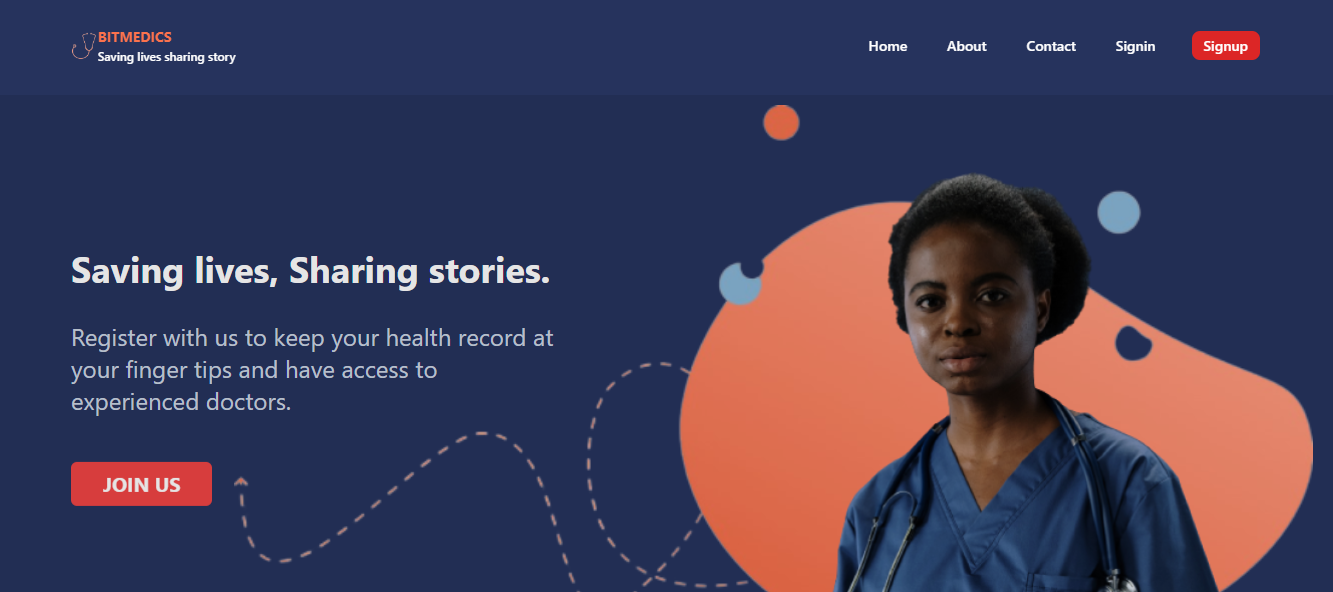 BITMEDICS
Saving lives sharing story
Home About Contact Signin Signup
Saving lives, Sharing stories.
Register with us to keep your health record at
your finger tips and have access to
experienced doctors.
JOIN US